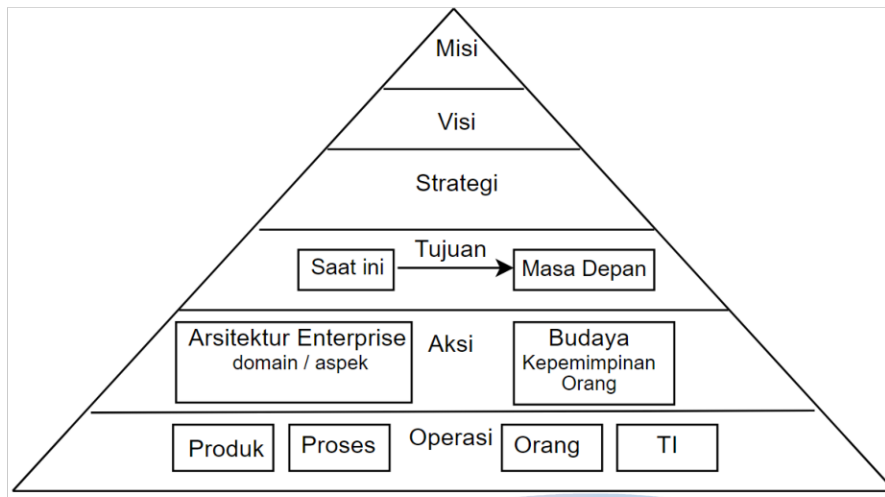 Misi
Visi
Strategi
Tujuan
Saat ini
Masa Depan
Arsitektur Enterprise
domain / aspek
Aksi
Budaya
Kepemimpinan
Orang
Produk
Proses
Operasi
Orang
TI